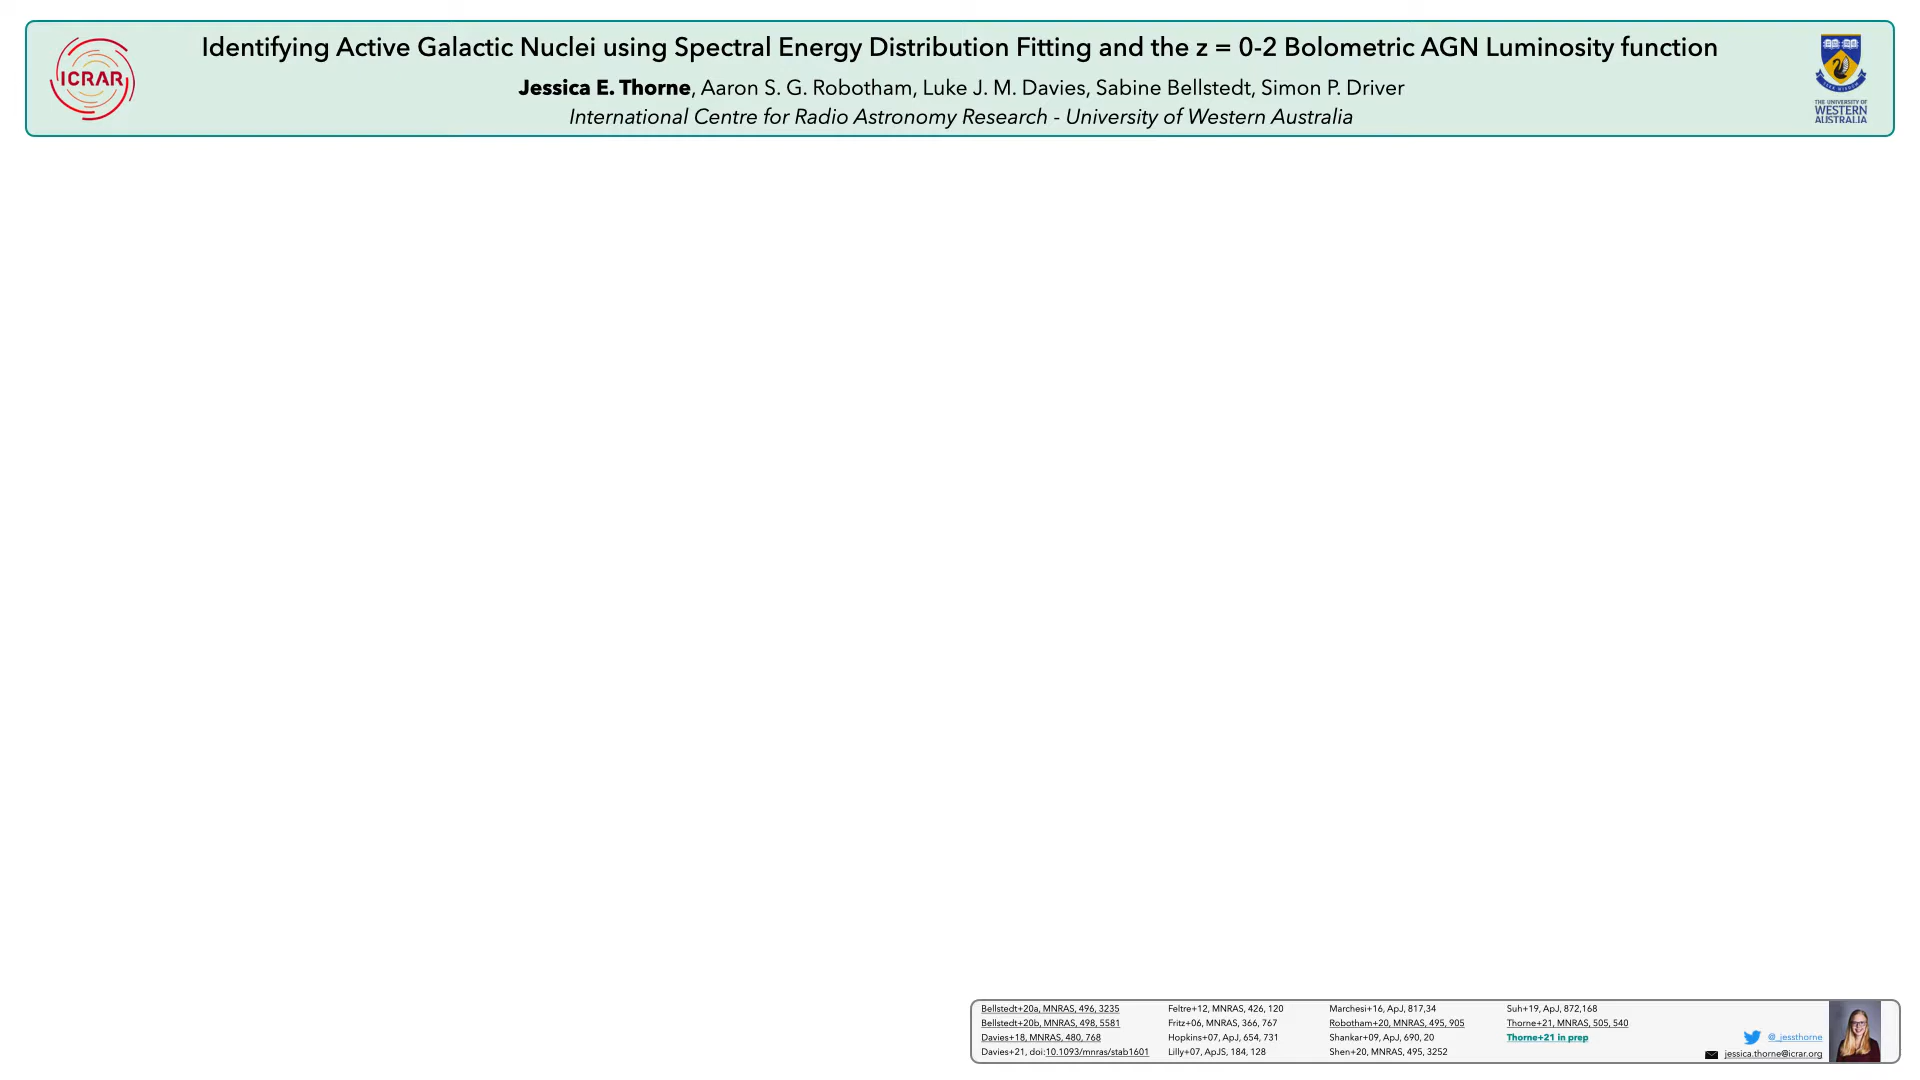 Identifying Active Galactic Nuclei using Spectral Energy Distribution Fitting and the z = 0-2 Bolometric AGN Luminosity function
ICRAR
Jessica E. Thorne, Aaron S. G. Robotham, Luke J. M. Davies, Sabine Bellstedt, Simon P. Driver
International Centre for Radio Astronomy Research - University of Western Australia
THE UNIVERSITY OF
WESTERN
AUSTRALIA
Bellstedt+20a, MNRAS, 496, 3235
Bellstedt+20b, MNRAS, 498, 5581
Davies+18, MNRAS, 480, 768
Davies+21, doi:10.1093/mnras/stab1601
Feltre+12, MNRAS, 426, 120
Fritz+06, MNRAS, 366, 767
Hopkins+07, ApJ, 654, 731
Lilly+07, ApJS, 184, 128
Marchesi+16, ApJ, 817,34
Robotham+20, MNRAS, 495, 905
Shankar+09, ApJ, 690, 20
Shen+20, MNRAS, 495, 3252
Suh+19, ApJ, 872,168
Thorne+21, MNRAS, 505, 540
Thorne+21 in prep
@_jessthorne
jessica.thorne@icrar.org